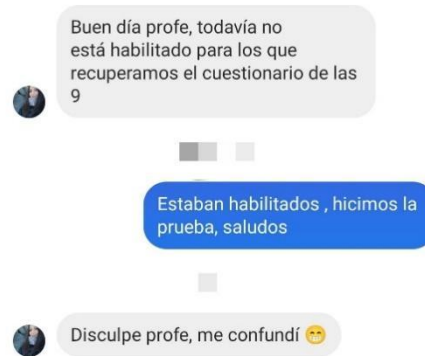 Buen día profe, todavía no
está habilitado para los que
recuperamos el cuestionario de las
9
Estaban habilitados , hicimos la
prueba, saludos
Disculpe profe, me confundí 😁